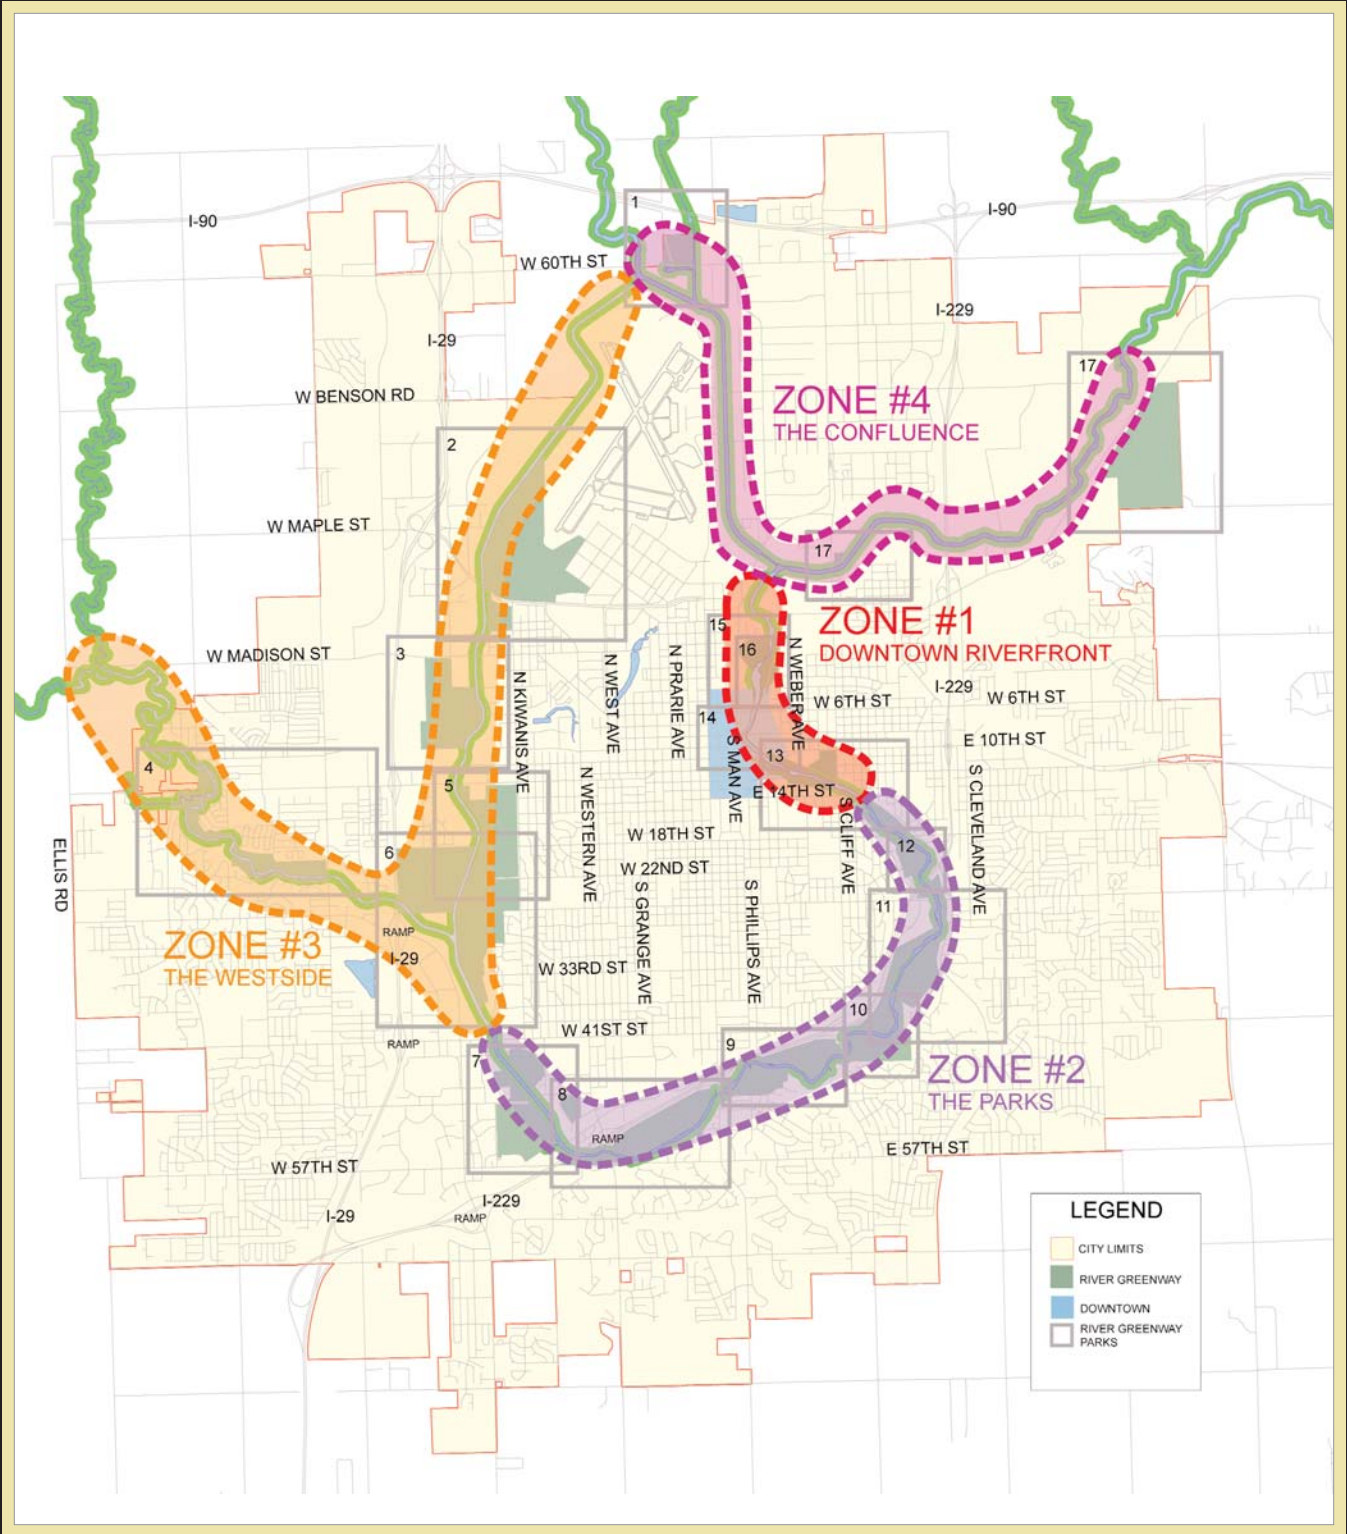 1
I-90
I-90
W 60TH ST
I-229
I-29
17
W BENSON RD
ZONE #4
THE CONFLUENCE
2
W MAPLE ST
17
ZONE #1
DOWNTOWN RIVERFRONT
15
16
W MADISON ST
3
N KIWANIS AVE
N WEST AVE
N PRARIE AVE
N WEBER AVE
I-229
W 6TH ST
W 6TH ST
14
S MAN AVE
13
E 10TH ST
4
5
N WESTERN AVE
E 14TH ST
S CLIFF AVE
S CLEVELAND AVE
W 18TH ST
12
6
W 22ND ST
ELLIS RD
S GRANGE AVE
S PHILLIPS AVE
11
RAMP
ZONE #3
THE WESTSIDE
I-29
W 33RD ST
10
W 41ST ST
RAMP
9
7
ZONE #2
THE PARKS
8
RAMP
E 57TH ST
W 57TH ST
I-229
I-29
RAMP
LEGEND
CITY LIMITS
RIVER GREENWAY
DOWNTOWN
RIVER GREENWAY
PARKS